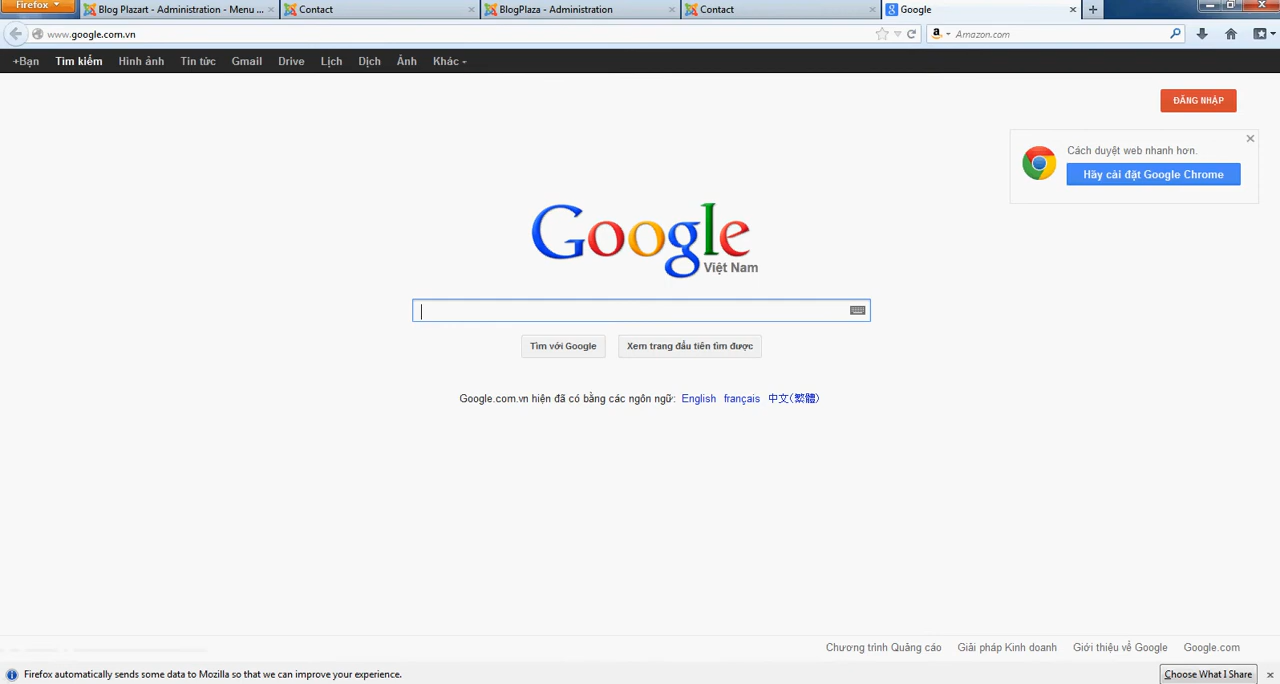 Firefox
Blog Plazart - Administration - Menu ...
Contact
BlogPlaza - Administration
Contact
Google
www.google.com.vn
Amazon.com
+Bạn Tìm kiếm Hình ảnh Tin tức Gmail Drive Lịch Dịch Ảnh Khác
ĐĂNG NHẬP
Cách duyệt web nhanh hơn.
Hãy cài đặt Google Chrome
Google
Việt Nam
Tìm với Google
Xem trang đầu tiên tìm được
Google.com.vn hiện đã có bằng các ngôn ngữ: English français 中文(繁體)
Chương trình Quảng cáo Giải pháp Kinh doanh Giới thiệu về Google Google.com
Firefox automatically sends some data to Mozilla so that we can improve your experience.
Choose What I Share